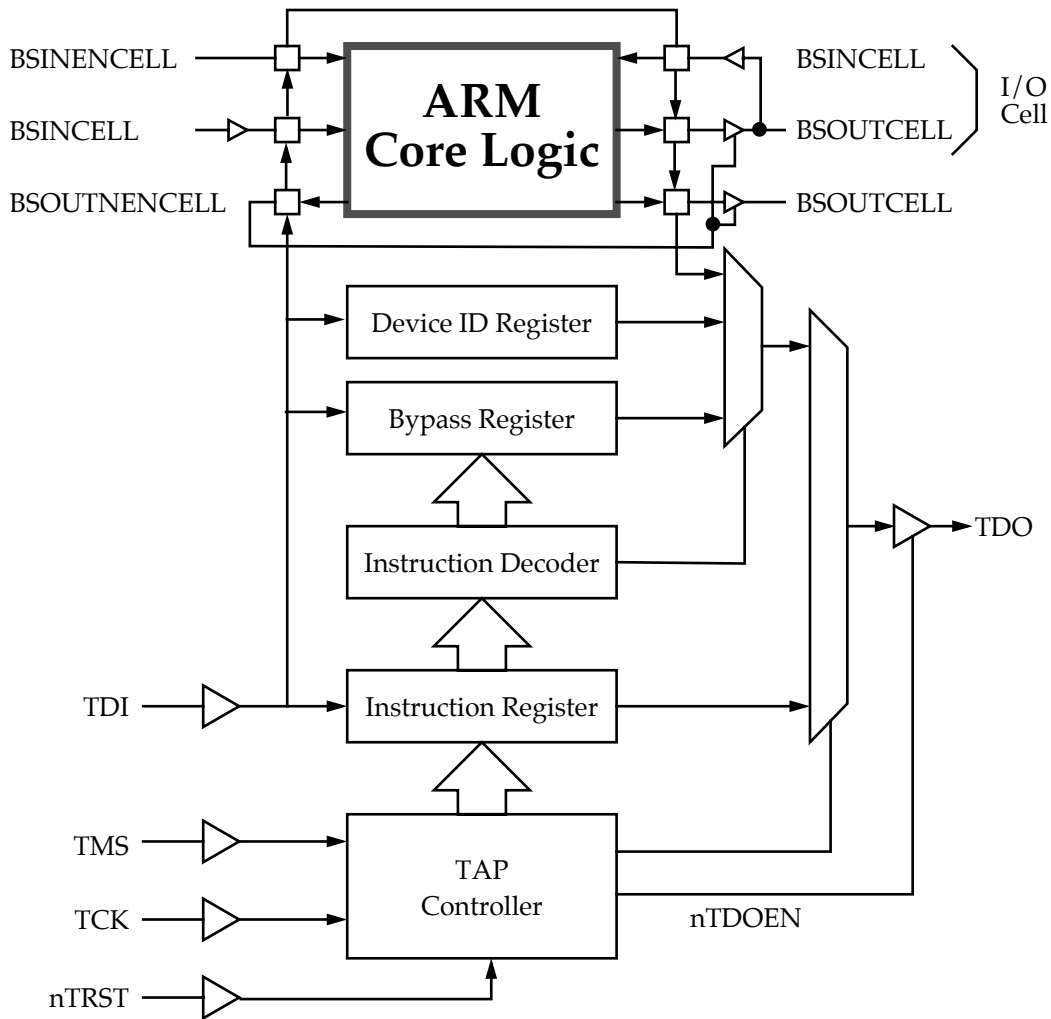 BSINENCELL
BSINCELL
BSOUTNENCELL
ARM
Core Logic
BSINCELL
BSOUTCELL
BSOUTCELL
I/O
Cell
Device ID Register
Bypass Register
Instruction Decoder
TDO
TDI
Instruction Register
TMS
TCK
nTRST
TAP
Controller
nTDOEN